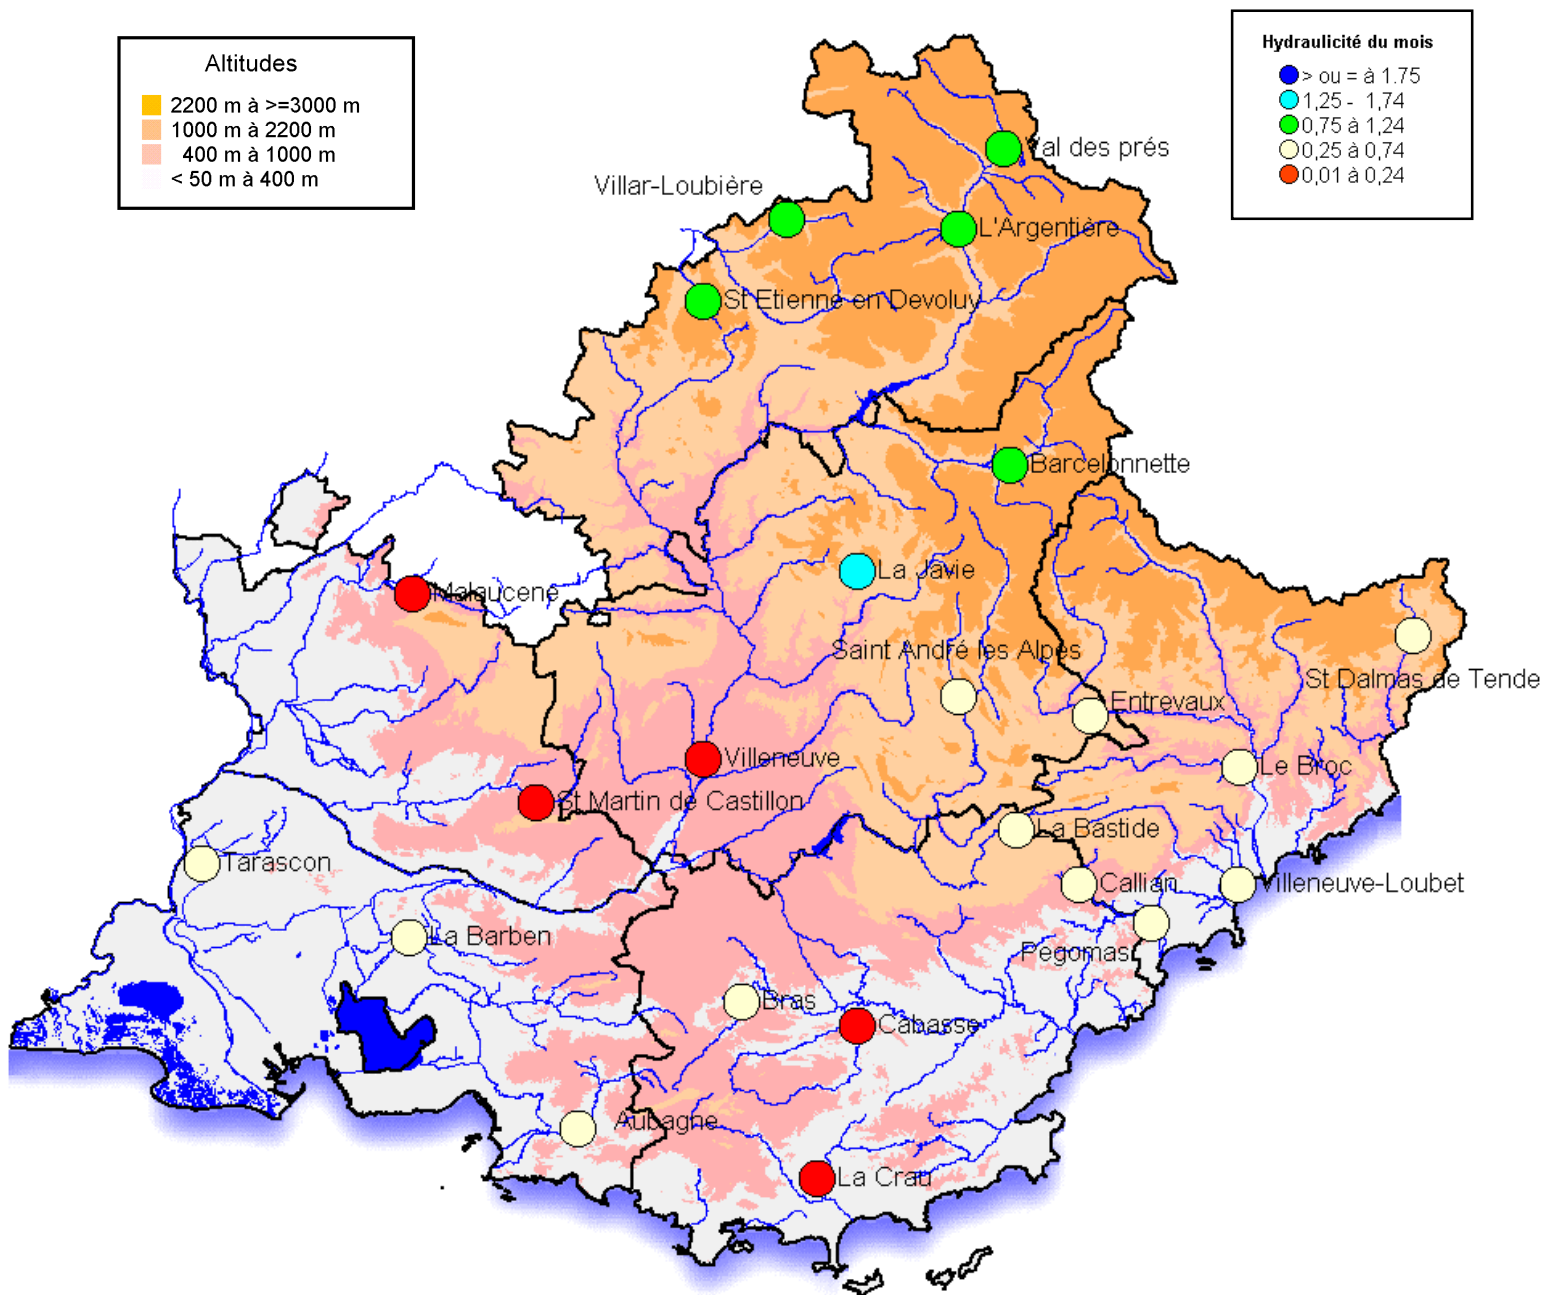 Altitudes
2200 m à >=3000 m
1000 m à 2200 m
400 m à 1000 m
< 50 m à 400 m
Hydraulicité du mois
> ou = à 1.75
1,25 - 1,74
0,75 à 1,24
0,25 à 0,74
0,01 à 0,24
Val des prés
Villar-Loubière
L'Argentière
St Etienne en Devoluy
Barcelonnette
La Javie
Malaucene
Saint André les Alpes
St Dalmas de Tende
Entrevaux
Villeneuve
Le Broc
St Martin de Castillon
La Bastide
Tarascon
Callian
Villeneuve-Loubet
La Barben
Pegomas
Bras
Cabasse
Aubagne
La Crau